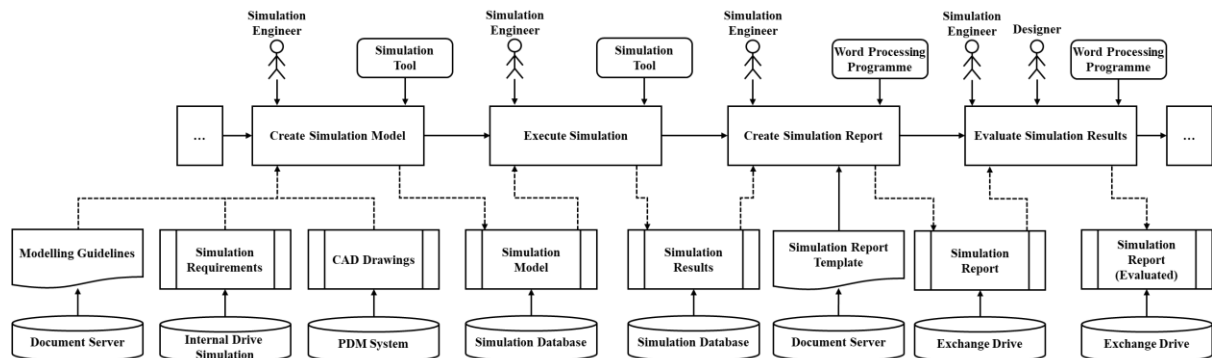 Simulation
Engineer
Simulation
Tool
Simulation
Engineer
Simulation
Tool
Simulation
Engineer
Word Processing
Programme
Simulation
Engineer
Designer
Word Processing
Programme
...
Create Simulation Model
Execute Simulation
Create Simulation Report
Evaluate Simulation Results
...
Modelling Guidelines
Simulation
Requirements
CAD Drawings
Simulation
Model
Simulation
Results
Simulation Report
Template
Simulation
Report
Simulation
Report
(Evaluated)
Document Server
Internal Drive
Simulation
PDM System
Simulation Database
Simulation Database
Document Server
Exchange Drive
Exchange Drive